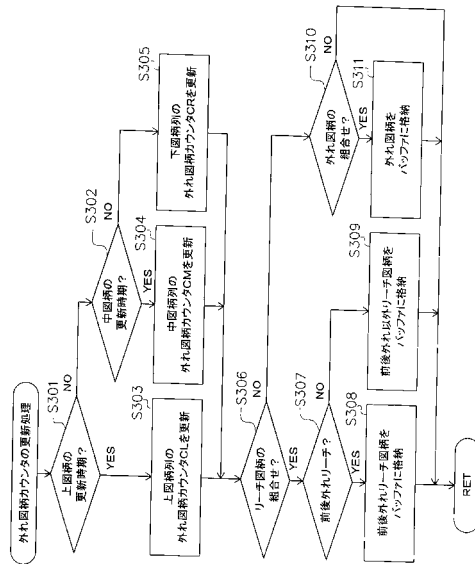 外れ図柄カウンタの更新処理
S301
上図柄の
更新時期?
NO
YES
S302
中図柄の
更新時期?
NO
YES
S303
上図柄列の
外れ図柄カウンタCLを更新
S304
中図柄列の
外れ図柄カウンタCMを更新
S305
下図柄列の
外れ図柄カウンタCRを更新
S306
リーチ図柄の
組合せ?
NO
YES
S307
前後外れリーチ?
NO
YES
S308
前後外れリーチ図柄を
バッファに格納
S309
前後外れ以外リーチ図柄を
バッファに格納
S310
外れ図柄の
組合せ?
NO
YES
S311
外れ図柄を
バッファに格納
RET